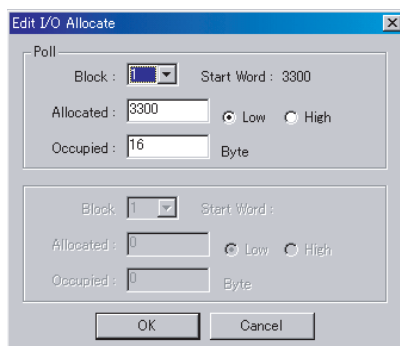 Edit I/O Allocate
Poll
Block : 1 Start Word : 3300
Allocated : 3300 Low High
Occupied : 16 Byte
Block 1 Start Word :
Allocated : 0 Low High
Occupied : 0 Byte
OK Cancel